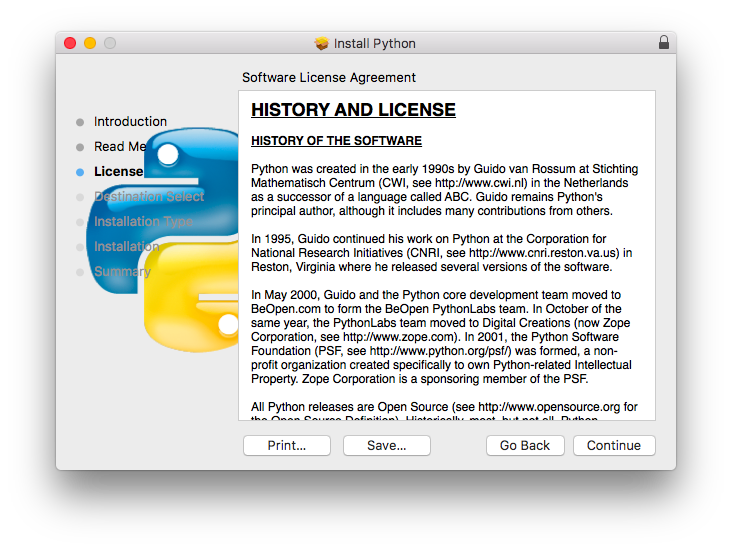 Install Python
Software License Agreement
Introduction
Read Me
License
Destination Select
Installation Type
Installation
Summary
HISTORY AND LICENSE
HISTORY OF THE SOFTWARE
Python was created in the early 1990s by Guido van Rossum at Stichting
Mathematisch Centrum (CWI, see http://www.cwi.nl) in the Netherlands
as a successor of a language called ABC. Guido remains Python's
principal author, although it includes many contributions from others.
In 1995, Guido continued his work on Python at the Corporation for
National Research Initiatives (CNRI, see http://www.cnri.reston.va.us) in
Reston, Virginia where he released several versions of the software.
In May 2000, Guido and the Python core development team moved to
BeOpen.com to form the BeOpen PythonLabs team. In October of the
same year, the PythonLabs team moved to Digital Creations (now Zope
Corporation, see http://www.zope.com). In 2001, the Python Software
Foundation (PSF, see http://www.python.org/psf/) was formed, a non-
profit organization created specifically to own Python-related Intellectual
Property. Zope Corporation is a sponsoring member of the PSF.
All Python releases are Open Source (see http://www.opensource.org for
the Open Source Definition). Historically, most, but not all, Python
Print...
Save...
Go Back
Continue